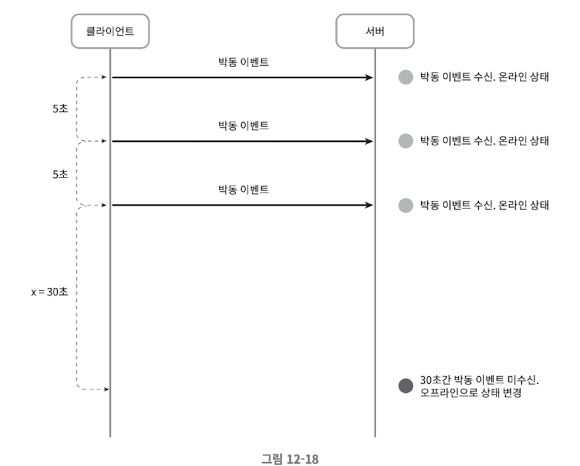 클라이언트
서버
박동 이벤트
박동 이벤트 수신. 온라인 상태
5초
박동 이벤트
박동 이벤트 수신. 온라인 상태
5초
박동 이벤트
박동 이벤트 수신. 온라인 상태
x = 30초
30초간 박동 이벤트 미수신.
오프라인으로 상태 변경
그림 12-18